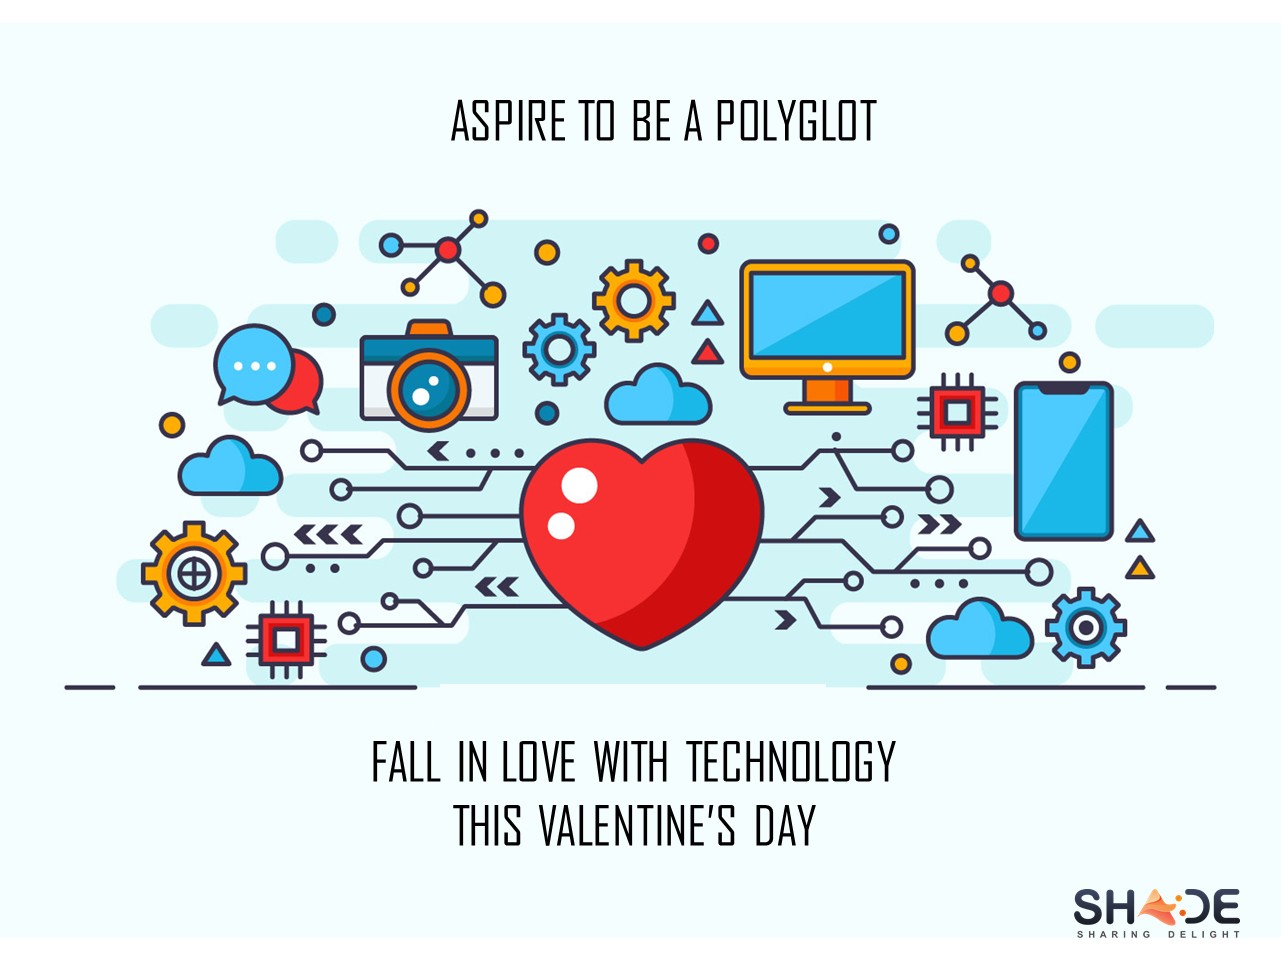 ASPIRE TO BE A POLYGLOT
FALL IN LOVE WITH TECHNOLOGY
THIS VALENTINE'S DAY
SHADE
SHARING DELIGHT